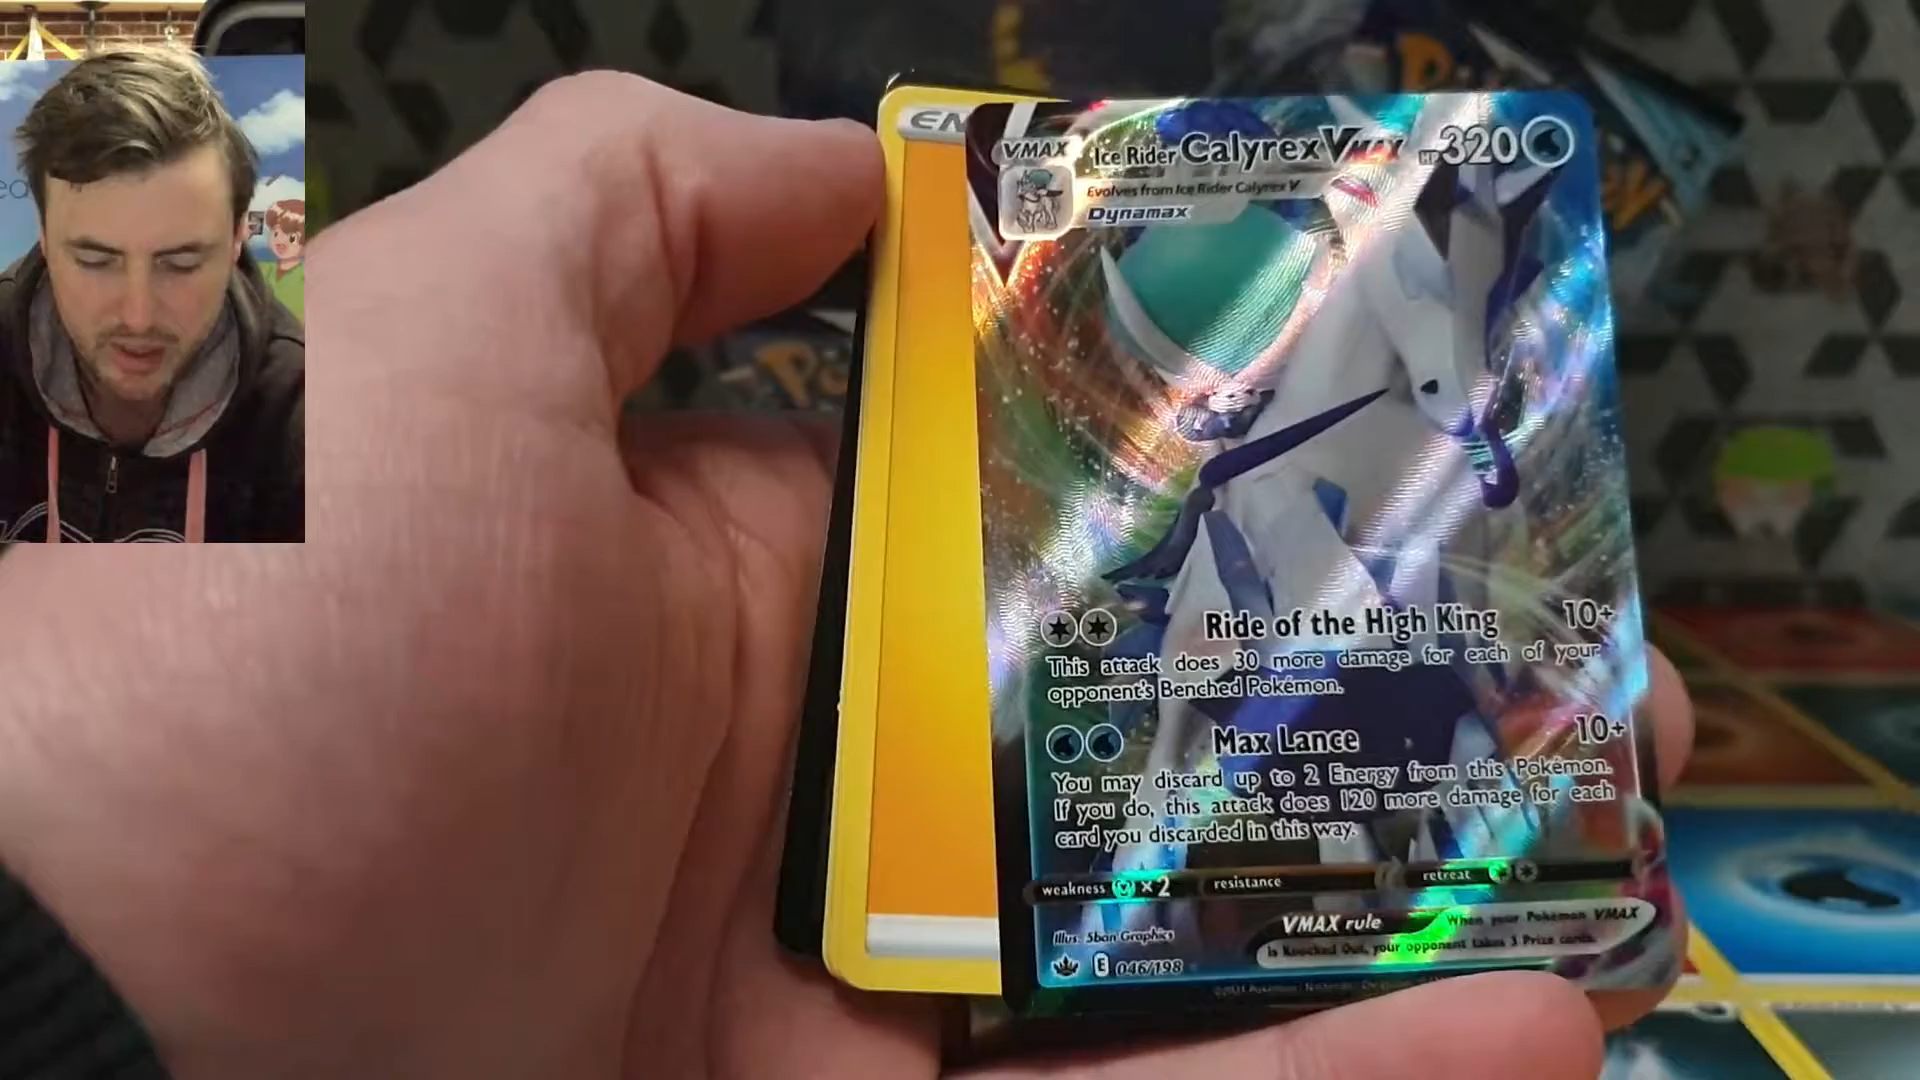 EN
VMAX Ice Rider Calyrex VMAX HP 320
Evolves from Ice Rider Calyrex V
Dynamax
Ride of the High King 10+
This attack does 30 more damage for each of your
opponent's Benched Pokémon.
Max Lance 10+
You may discard up to 2 Energy from this Pokémon.
If you do, this attack does 120 more damage for each
card you discarded in this way.
weakness ×2 resistance retreat
VMAX rule When your Pokémon VMAX
is Knocked Out, your opponent takes 3 Prize cards.
Illus. 5ban Graphics
E 046/198